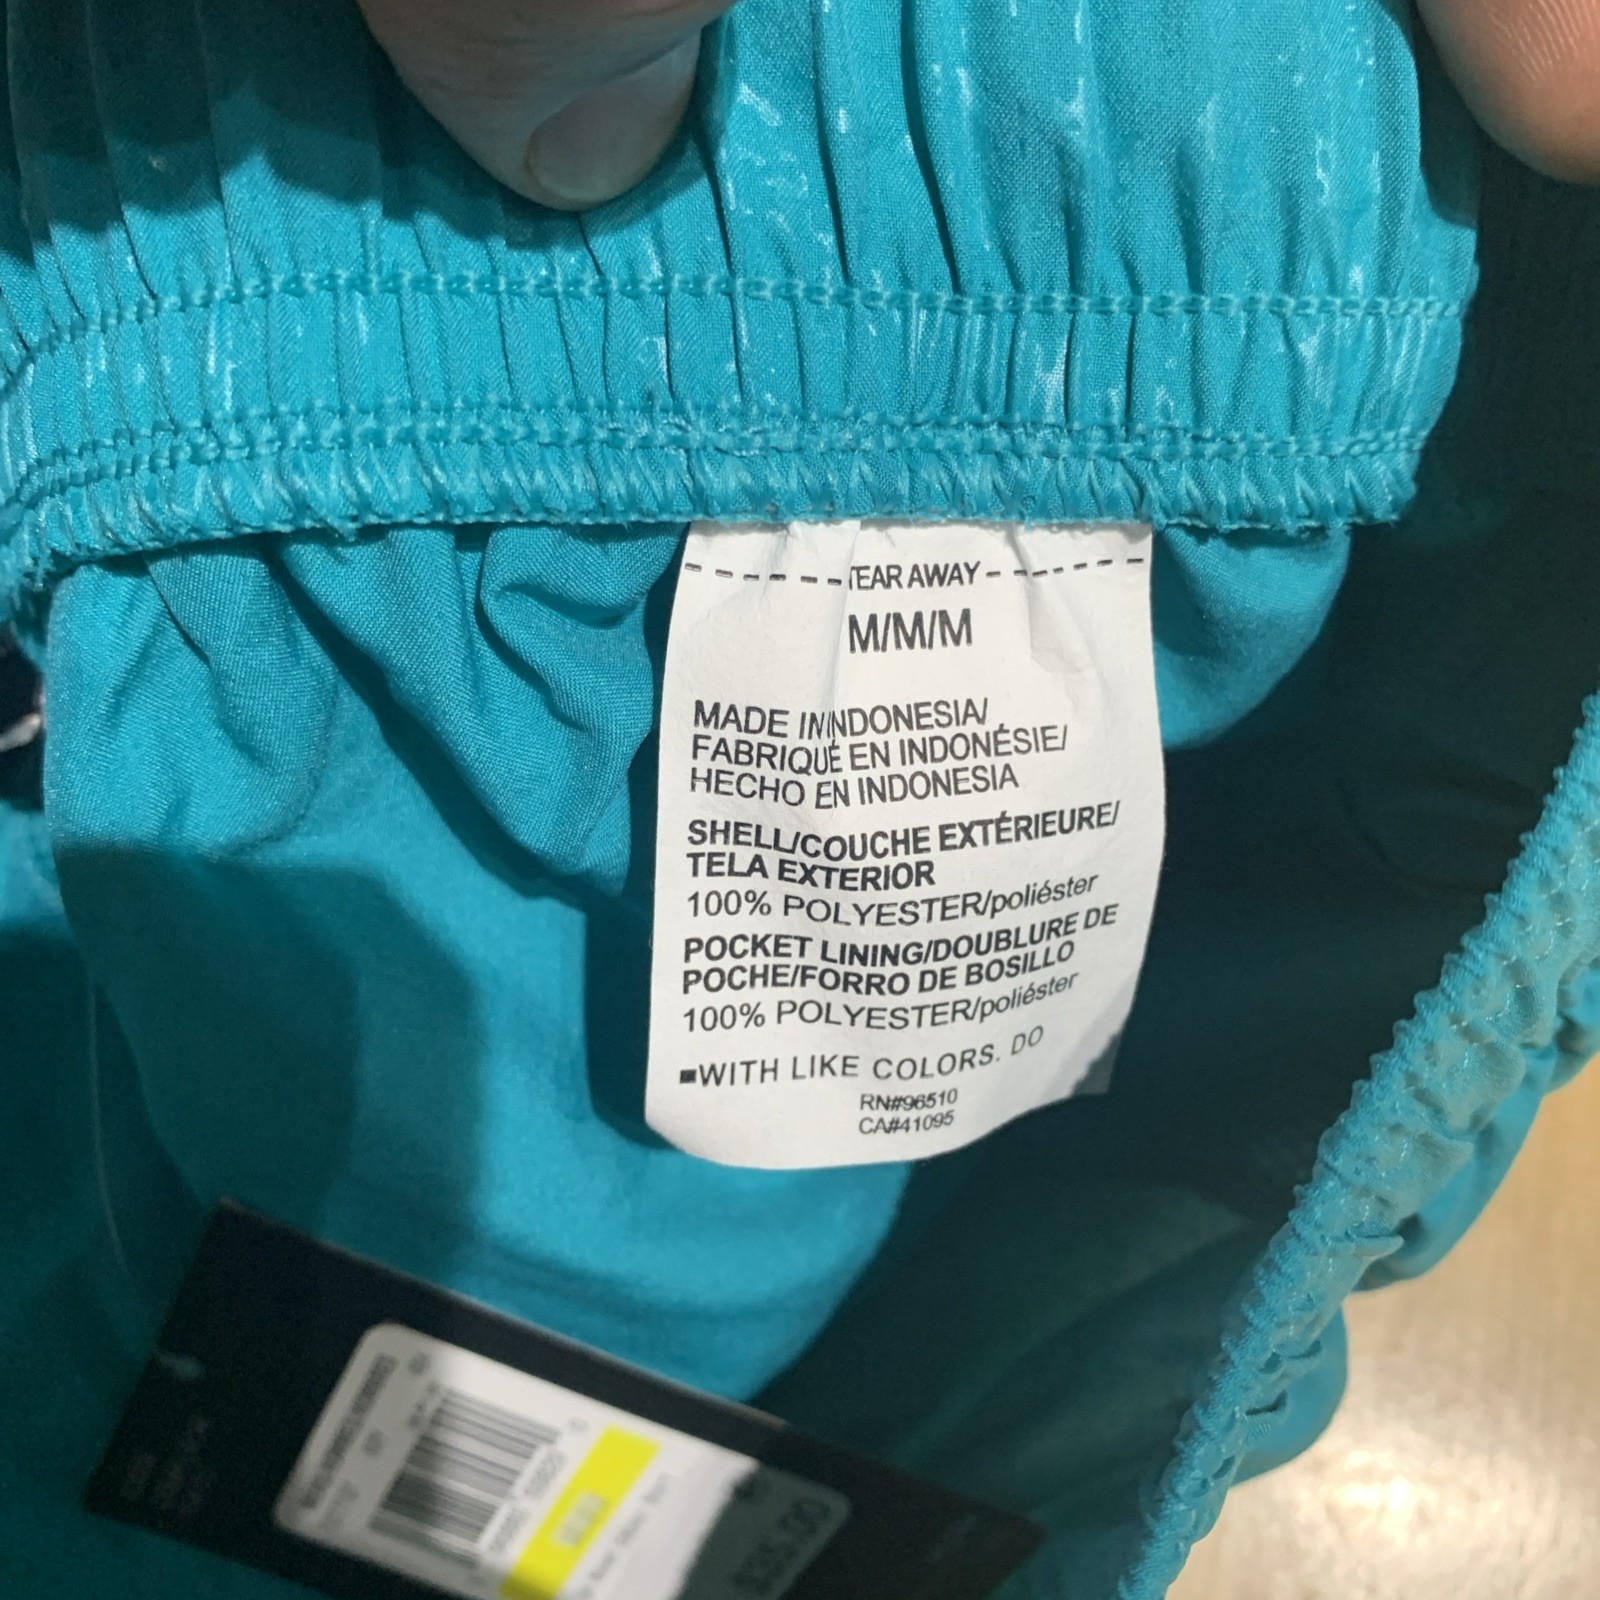 TEAR AWAY
M/M/M
MADE IN INDONESIA/
FABRIQUÉ EN INDONÉSIE/
HECHO EN INDONESIA
SHELL/COUCHE EXTÉRIEURE/
TELA EXTERIOR
100% POLYESTER/poliéster
POCKET LINING/DOUBLURE DE
POCHE/FORRO DE BOSILLO
100% POLYESTER/poliéster
WITH LIKE COLORS. DO
RN#96510
CA#41095
$35.00